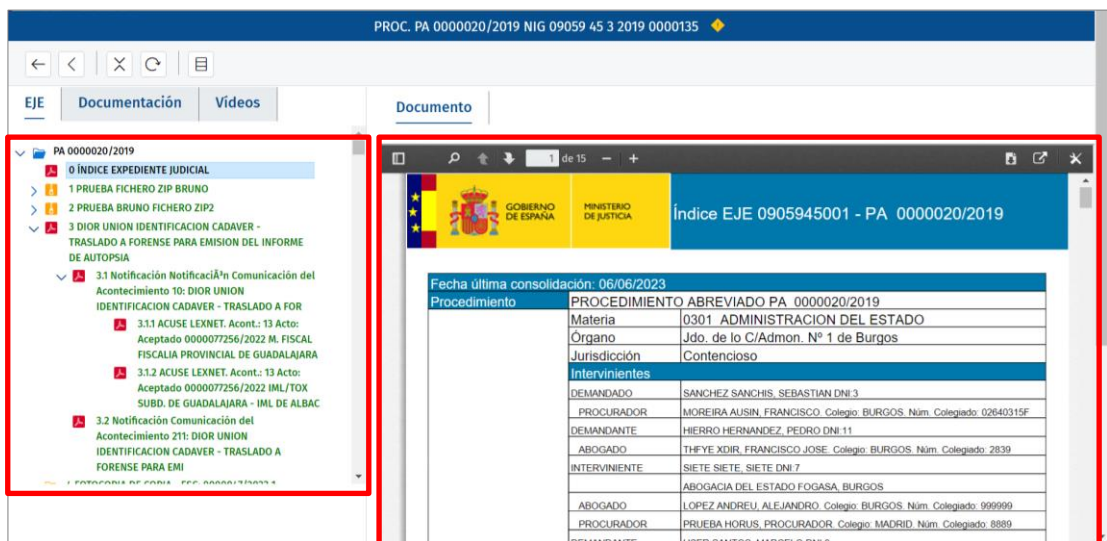 PROC. PA 0000020/2019 NIG 09059 45 3 2019 0000135
EJE Documentación Vídeos
PA 0000020/2019
0 ÍNDICE EXPEDIENTE JUDICIAL
1 PRUEBA FICHERO ZIP BRUNO
2 PRUEBA BRUNO FICHERO ZIP2
3 DIOR UNION IDENTIFICACION CADAVER -
TRASLADO A FORENSE PARA EMISION DEL INFORME
DE AUTOPSIA
3.1 Notificación NotificaciÃ³n Comunicación del
Acontecimiento 10: DIOR UNION
IDENTIFICACION CADAVER - TRASLADO A FOR
3.1.1 ACUSE LEXNET. Acont.: 13 Acto:
Aceptado 0000077256/2022 M. FISCAL
FISCALIA PROVINCIAL DE GUADALAJARA
3.1.2 ACUSE LEXNET. Acont.: 13 Acto:
Aceptado 0000077256/2022 IML/TOX
SUBD. DE GUADALAJARA - IML DE ALBAC
3.2 Notificación Comunicación del
Acontecimiento 211: DIOR UNION
IDENTIFICACION CADAVER - TRASLADO A
FORENSE PARA EMI
Documento
1 de 15
GOBIERNO
DE ESPAÑA
MINISTERIO
DE JUSTICIA
Índice EJE 0905945001 - PA 0000020/2019
Fecha última consolidación: 06/06/2023
Procedimiento PROCEDIMIENTO ABREVIADO PA 0000020/2019
Materia 0301 ADMINISTRACION DEL ESTADO
Órgano Jdo. de lo C/Admon. Nº 1 de Burgos
Jurisdicción Contencioso
Intervinientes
DEMANDADO SANCHEZ SANCHIS, SEBASTIAN DNI:3
PROCURADOR MOREIRA AUSIN, FRANCISCO. Colegio: BURGOS. Núm. Colegiado: 02640315F
DEMANDANTE HIERRO HERNANDEZ, PEDRO DNI:11
ABOGADO THFYE XDIR, FRANCISCO JOSE. Colegio: BURGOS. Núm. Colegiado: 2839
INTERVINIENTE SIETE SIETE, SIETE DNI:7
ABOGACIA DEL ESTADO FOGASA, BURGOS
ABOGADO LOPEZ ANDREU, ALEJANDRO. Colegio: BURGOS. Núm. Colegiado: 999999
PROCURADOR PRUEBA HORUS, PROCURADOR. Colegio: MADRID. Núm. Colegiado: 8889